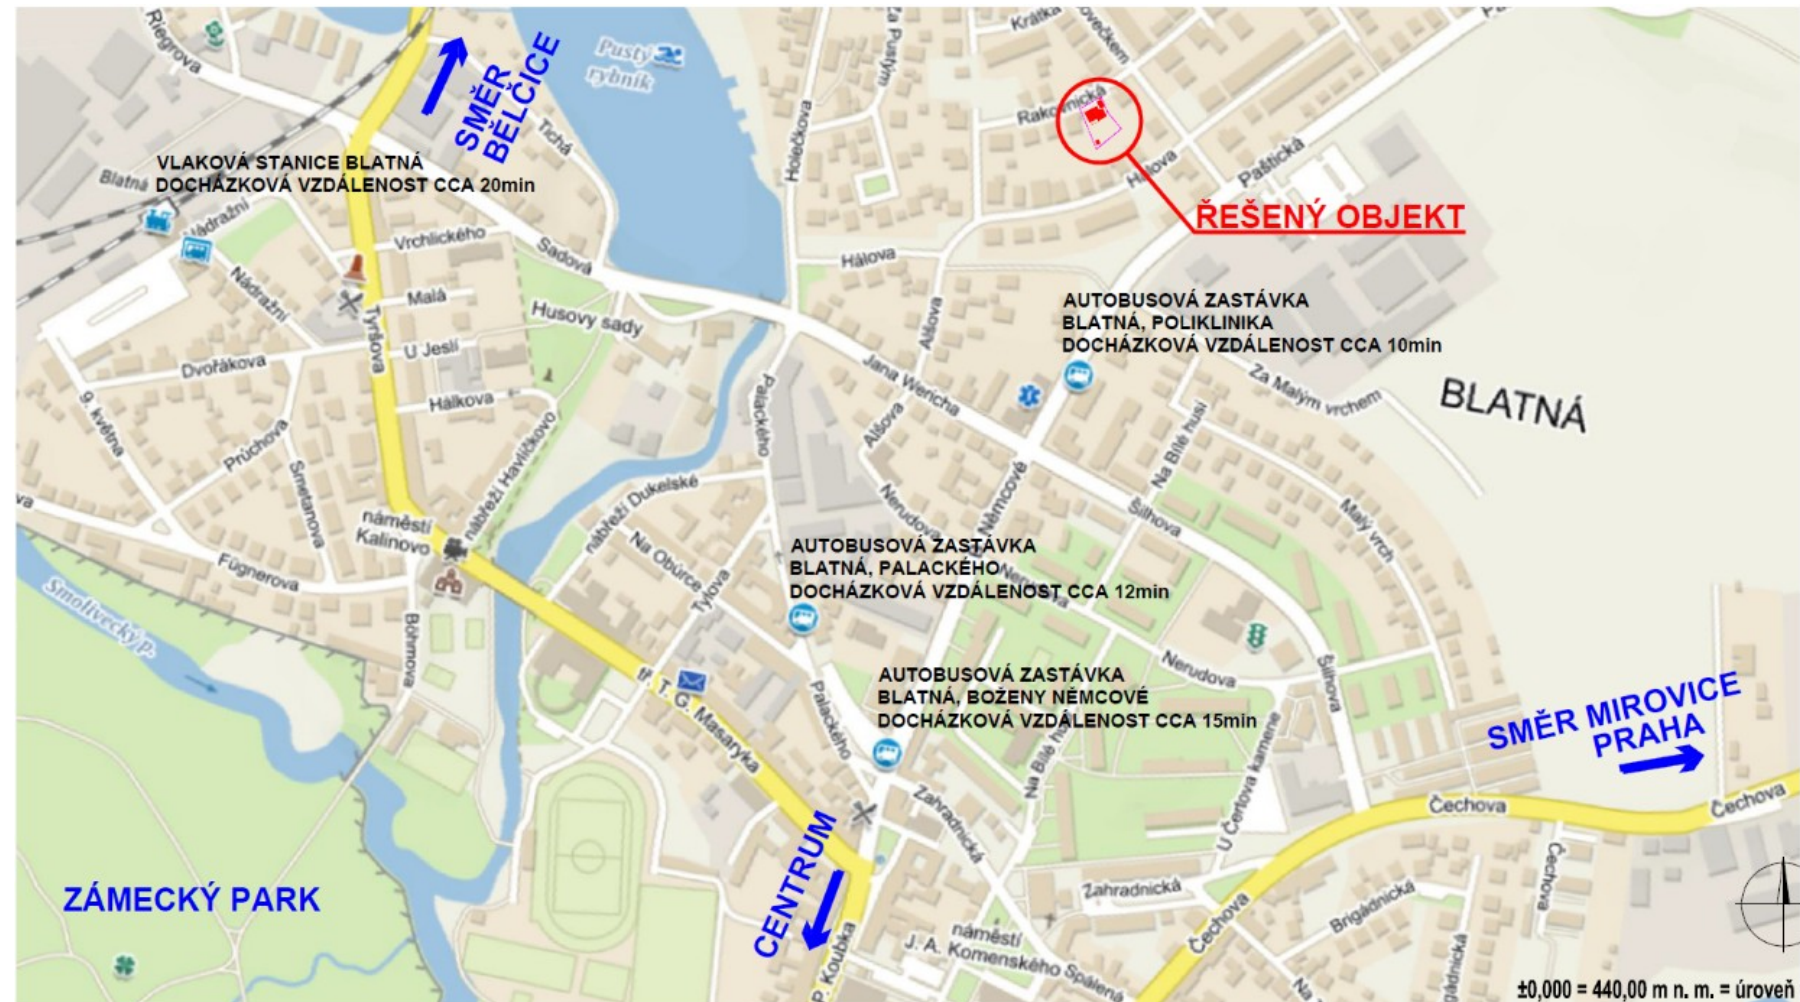 Riegrova
SMĚR
BĚLČICE
Pustý
rybník
Tichá
Holečkova
Za Pustým
Krátká
Rakovnická
Hálova
Paštická
ŘEŠENÝ OBJEKT
VLAKOVÁ STANICE BLATNÁ
DOCHÁZKOVÁ VZDÁLENOST CCA 20min
Blatná
Nádražní
Vrchlického
Sadová
Hálova
Nádražní
Malá
Husovy sady
Tyršova
U Jeslí
Dvořákova
Hálkova
9. května
Průchova
Smetanova
nábřeží Havlíčkovo
Palackého
Alšova
Jana Wericha
Alšova
AUTOBUSOVÁ ZASTÁVKA
BLATNÁ, POLIKLINIKA
DOCHÁZKOVÁ VZDÁLENOST CCA 10min
Za Malým vrchem
BLATNÁ
Na Bílé husi
Malý vrch
Šilhova
Němcové
Nerudova
nábřeží Dukelské
Na Obůrce
Tylova
náměstí
Kalinovo
Fügnerova
Smolivecký p.
Böhmova
AUTOBUSOVÁ ZASTÁVKA
BLATNÁ, PALACKÉHO
DOCHÁZKOVÁ VZDÁLENOST CCA 12min
Nerudova
AUTOBUSOVÁ ZASTÁVKA
BLATNÁ, BOŽENY NĚMCOVÉ
DOCHÁZKOVÁ VZDÁLENOST CCA 15min
Šilhova
tř. T. G. Masaryka
Palackého
Na Bílé
U Čertova kamene
SMĚR MIROVICE
PRAHA
Čechova
Čechova
Zahradnická
CENTRUM
ZÁMECKÝ PARK
Zahradnická
Čechova
Brigádnická
Čechova
náměstí
J. A. Komenského
Spálená
P. Koubka
±0,000 = 440,00 m n. m. = úroveň